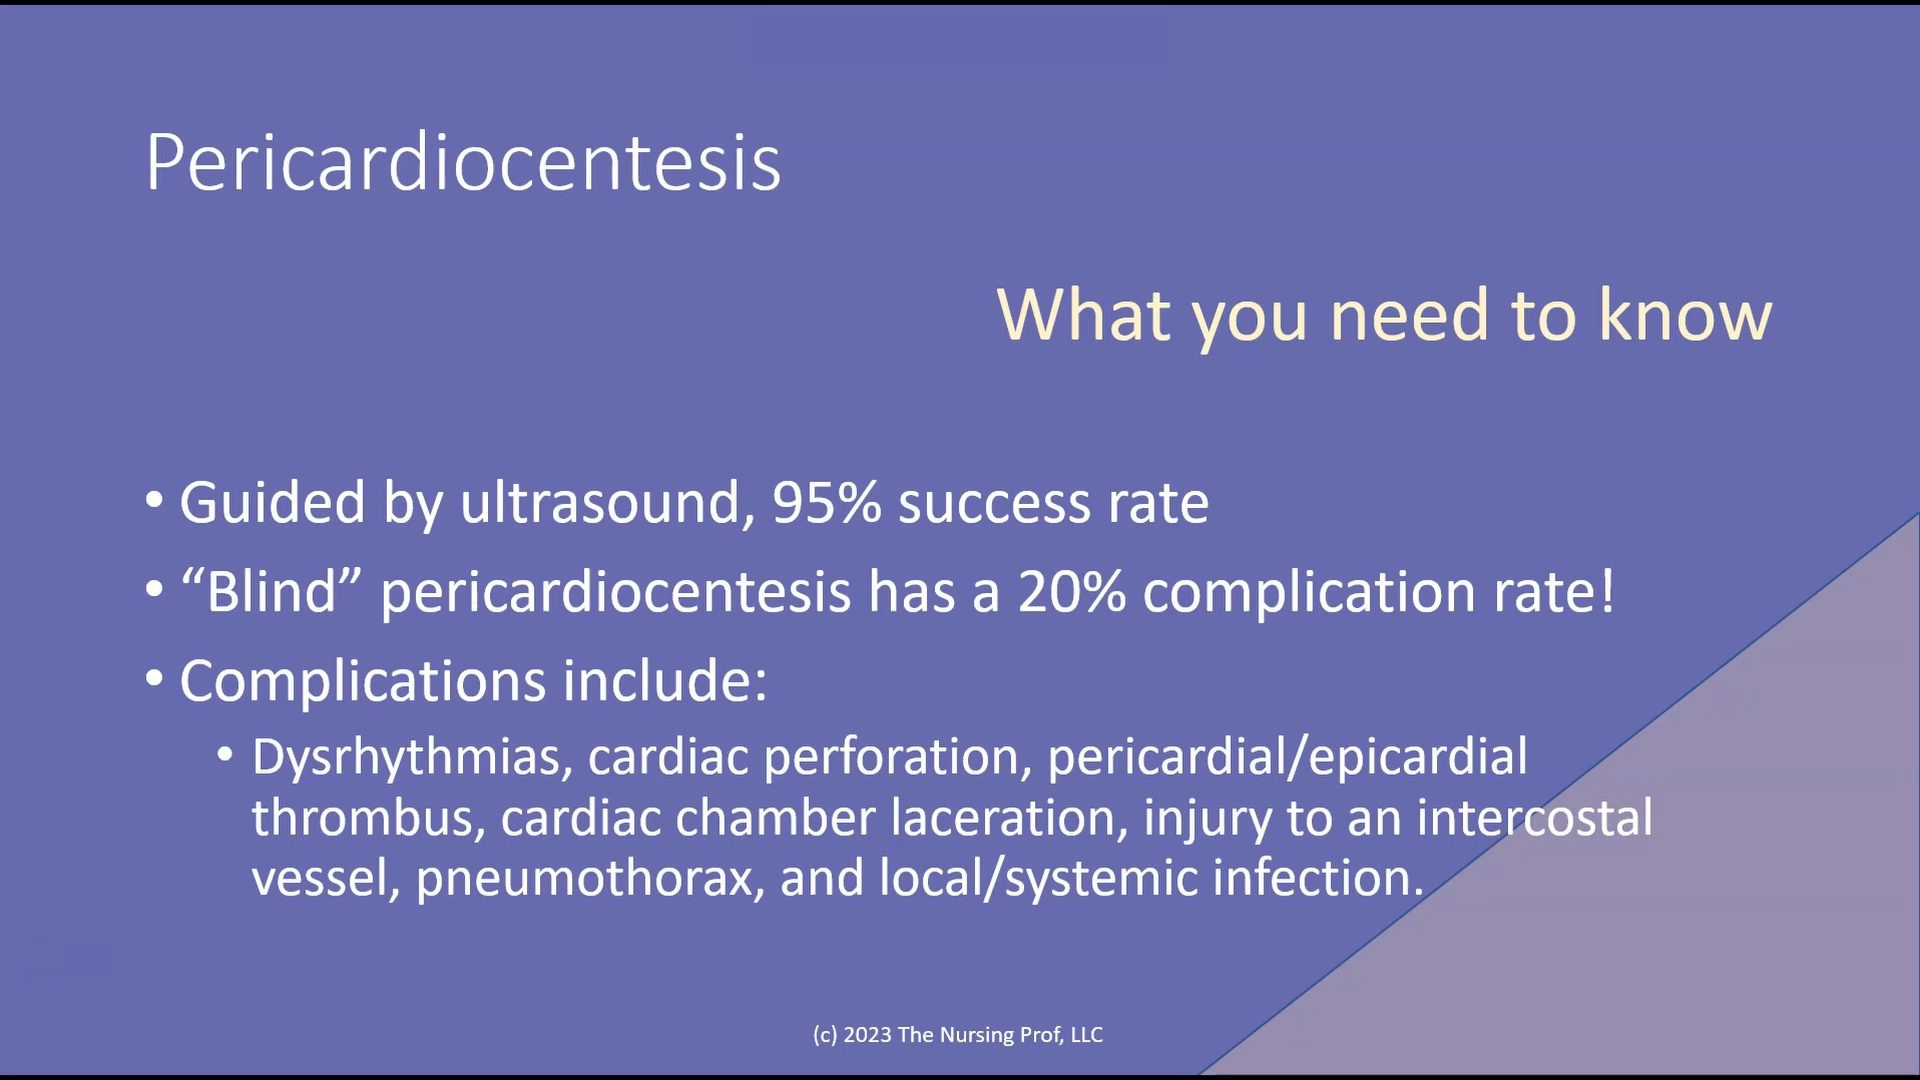 Pericardiocentesis
What you need to know
• Guided by ultrasound, 95% success rate
• “Blind” pericardiocentesis has a 20% complication rate!
• Complications include:
• Dysrhythmias, cardiac perforation, pericardial/epicardial
thrombus, cardiac chamber laceration, injury to an intercostal
vessel, pneumothorax, and local/systemic infection.
(c) 2023 The Nursing Prof, LLC